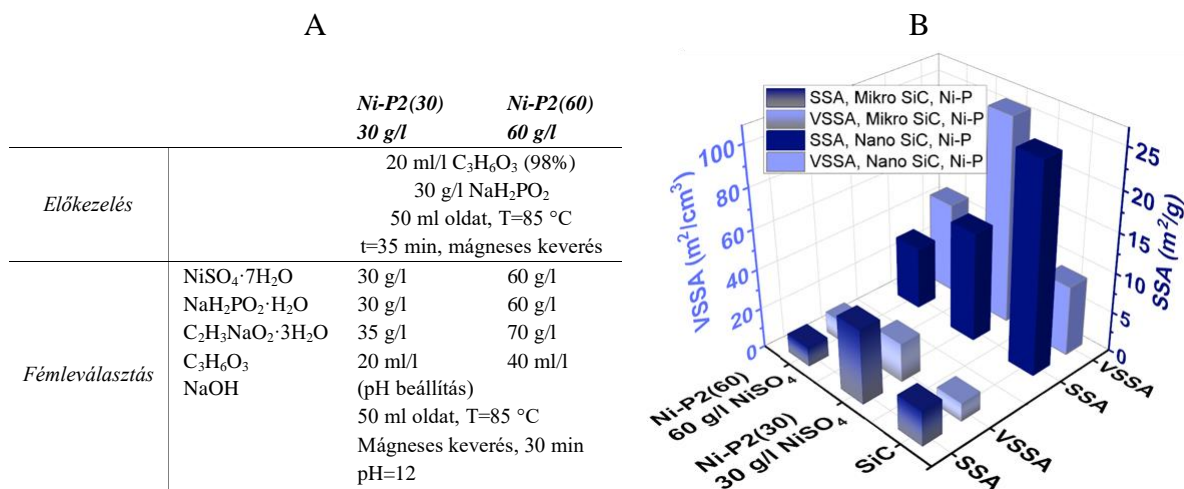 A
Ni-P2(30) Ni-P2(60)
30 g/l 60 g/l
Előkezelés
20 ml/l C₃H₆O₃ (98%)
30 g/l NaH₂PO₂
50 ml oldat, T=85 °C
t=35 min, mágneses keverés
Fémleválasztás
NiSO₄·7H₂O 30 g/l 60 g/l
NaH₂PO₂·H₂O 30 g/l 60 g/l
C₂H₃NaO₂·3H₂O 35 g/l 70 g/l
C₃H₆O₃ 20 ml/l 40 ml/l
NaOH (pH beállítás)
50 ml oldat, T=85 °C
Mágneses keverés, 30 min
pH=12
B
SSA, Mikro SiC, Ni-P
VSSA, Mikro SiC, Ni-P
SSA, Nano SiC, Ni-P
VSSA, Nano SiC, Ni-P
VSSA (m²/cm³)
100
80
60
40
20
0
SSA (m²/g)
25
20
15
10
5
0
Ni-P2(60)
60 g/l NiSO₄
Ni-P2(30)
30 g/l NiSO₄
SiC
SSA
VSSA
SSA
VSSA